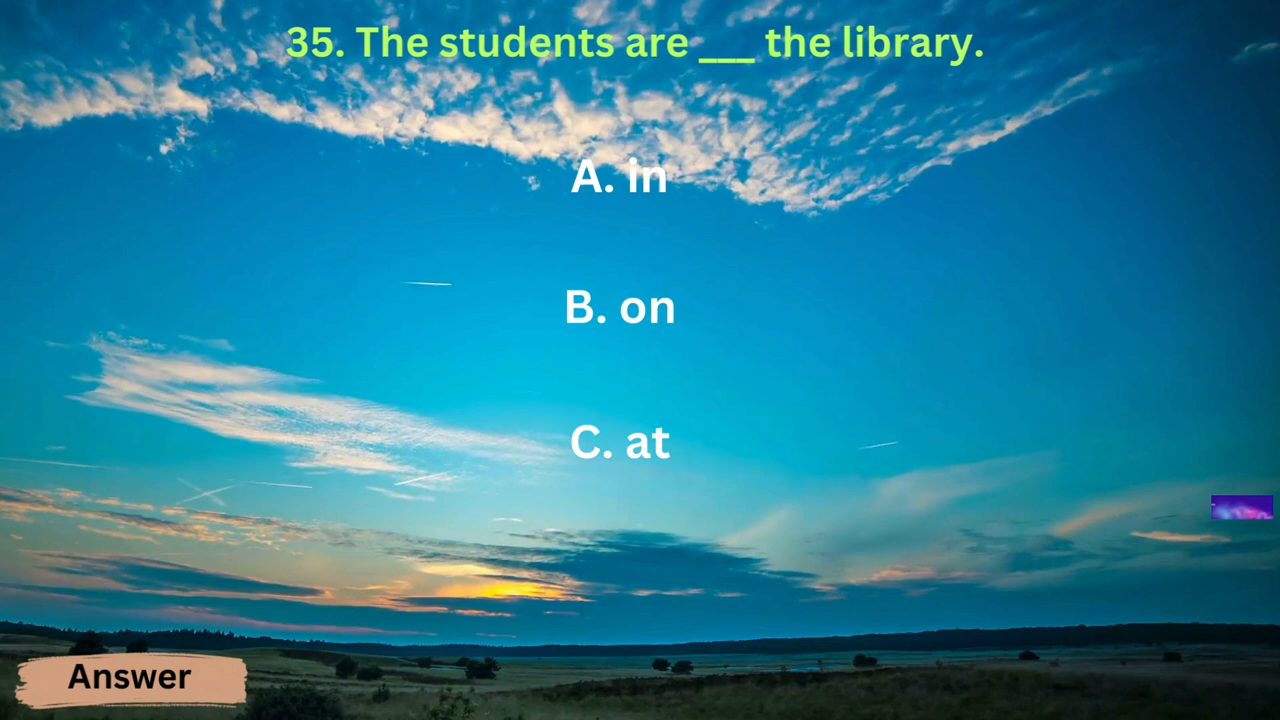 35. The students are ___ the library.
A. in
B. on
C. at
Answer